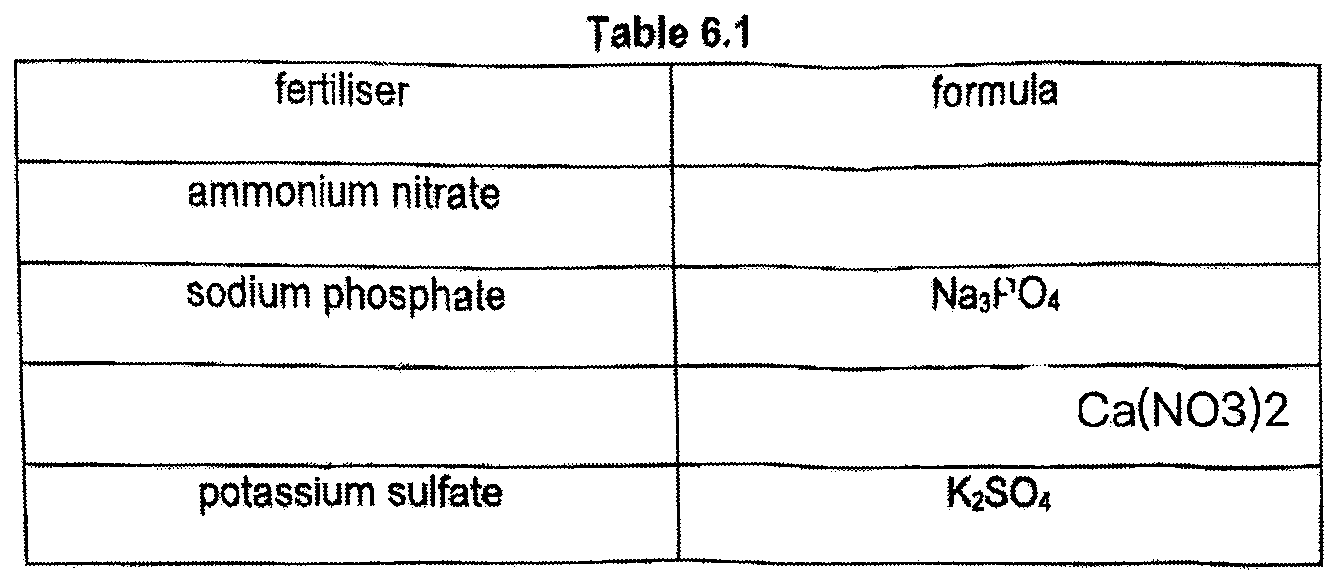 Table 6.1
fertiliser formula
ammonium nitrate
sodium phosphate Na₃PO₄
Ca(NO3)2
potassium sulfate K₂SO₄